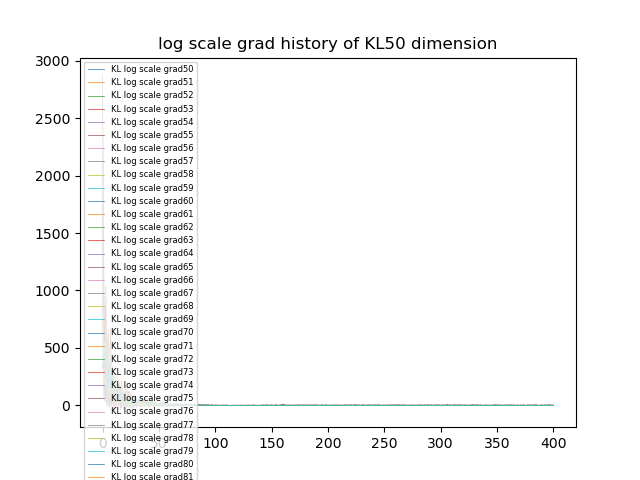 log scale grad history of KL50 dimension
3000
2500
2000
1500
1000
500
0
KL log scale grad50
KL log scale grad51
KL log scale grad52
KL log scale grad53
KL log scale grad54
KL log scale grad55
KL log scale grad56
KL log scale grad57
KL log scale grad58
KL log scale grad59
KL log scale grad60
KL log scale grad61
KL log scale grad62
KL log scale grad63
KL log scale grad64
KL log scale grad65
KL log scale grad66
KL log scale grad67
KL log scale grad68
KL log scale grad69
KL log scale grad70
KL log scale grad71
KL log scale grad72
KL log scale grad73
KL log scale grad74
KL log scale grad75
KL log scale grad76
KL log scale grad77
KL log scale grad78
KL log scale grad79
KL log scale grad80
KL log scale grad81
0 50 100 150 200 250 300 350 400